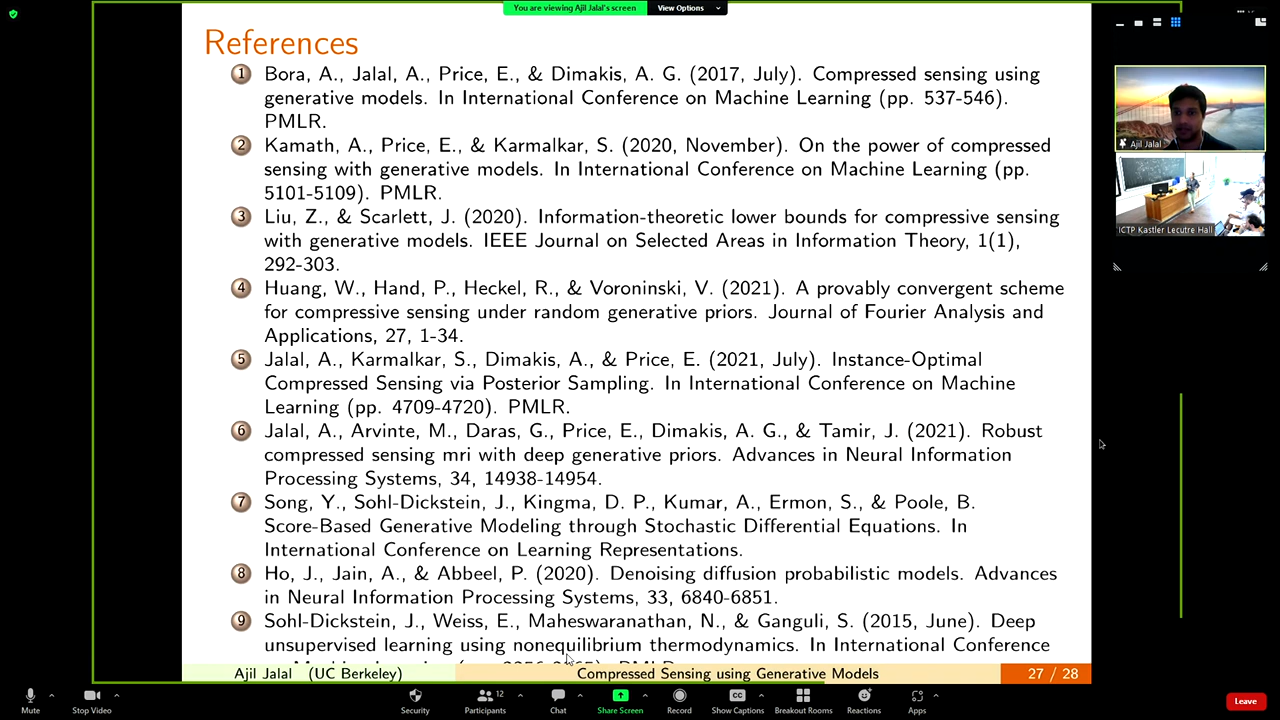 You are viewing Ajil Jalal's screen
View Options
References
1 Bora, A., Jalal, A., Price, E., & Dimakis, A. G. (2017, July). Compressed sensing using
generative models. In International Conference on Machine Learning (pp. 537-546).
PMLR.
2 Kamath, A., Price, E., & Karmalkar, S. (2020, November). On the power of compressed
sensing with generative models. In International Conference on Machine Learning (pp.
5101-5109). PMLR.
3 Liu, Z., & Scarlett, J. (2020). Information-theoretic lower bounds for compressive sensing
with generative models. IEEE Journal on Selected Areas in Information Theory, 1(1),
292-303.
4 Huang, W., Hand, P., Heckel, R., & Voroninski, V. (2021). A provably convergent scheme
for compressive sensing under random generative priors. Journal of Fourier Analysis and
Applications, 27, 1-34.
5 Jalal, A., Karmalkar, S., Dimakis, A., & Price, E. (2021, July). Instance-Optimal
Compressed Sensing via Posterior Sampling. In International Conference on Machine
Learning (pp. 4709-4720). PMLR.
6 Jalal, A., Arvinte, M., Daras, G., Price, E., Dimakis, A. G., & Tamir, J. (2021). Robust
compressed sensing mri with deep generative priors. Advances in Neural Information
Processing Systems, 34, 14938-14954.
7 Song, Y., Sohl-Dickstein, J., Kingma, D. P., Kumar, A., Ermon, S., & Poole, B.
Score-Based Generative Modeling through Stochastic Differential Equations. In
International Conference on Learning Representations.
8 Ho, J., Jain, A., & Abbeel, P. (2020). Denoising diffusion probabilistic models. Advances
in Neural Information Processing Systems, 33, 6840-6851.
9 Sohl-Dickstein, J., Weiss, E., Maheswaranathan, N., & Ganguli, S. (2015, June). Deep
unsupervised learning using nonequilibrium thermodynamics. In International Conference
Ajil Jalal (UC Berkeley)
Compressed Sensing using Generative Models
27 / 28
Ajil Jalal
ICTP Kastler Lecutre Hall
Mute
Stop Video
Security
Participants 12
Chat
Share Screen
Record
Show Captions
Breakout Rooms
Reactions
Apps
Leave